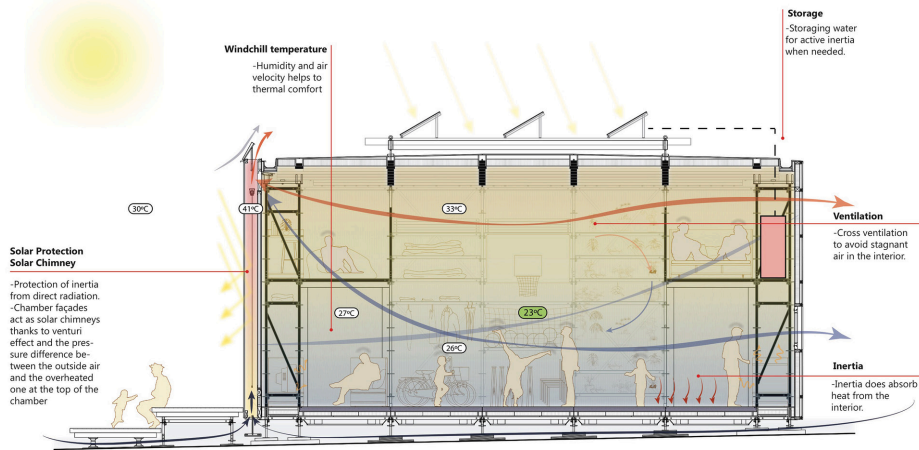 Storage
-Storaging water
for active inertia
when needed.
Windchill temperature
-Humidity and air
velocity helps to
thermal comfort
30ºC
41ºC
33ºC
Ventilation
-Cross ventilation
to avoid stagnant
air in the interior.
Solar Protection
Solar Chimney
-Protection of inertia
from direct radiation.
-Chamber façades
act as solar chimneys
thanks to venturi
effect and the pres-
sure difference be-
tween the outside air
and the overheated
one at the top of the
chamber
27ºC
23ºC
26ºC
Inertia
-Inertia does absorb
heat from the
interior.